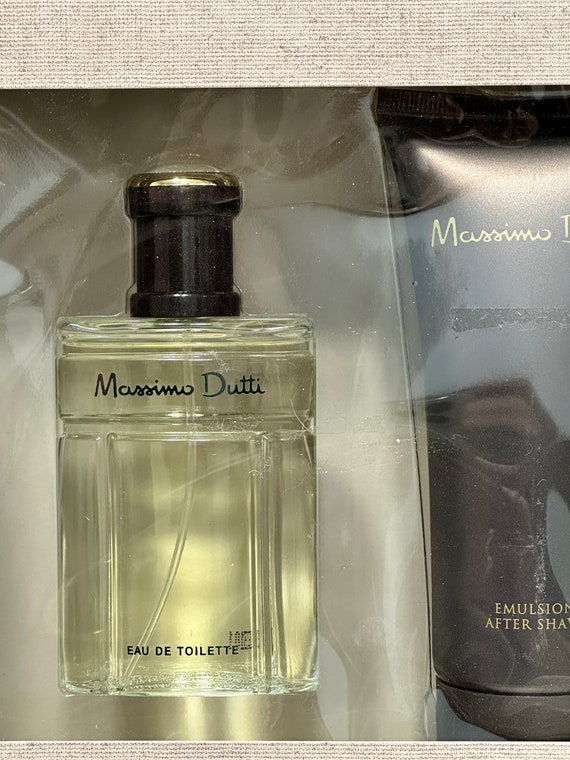 Massimo Dutti
EAU DE TOILETTE
Massimo D
EMULSION
AFTER SHAV